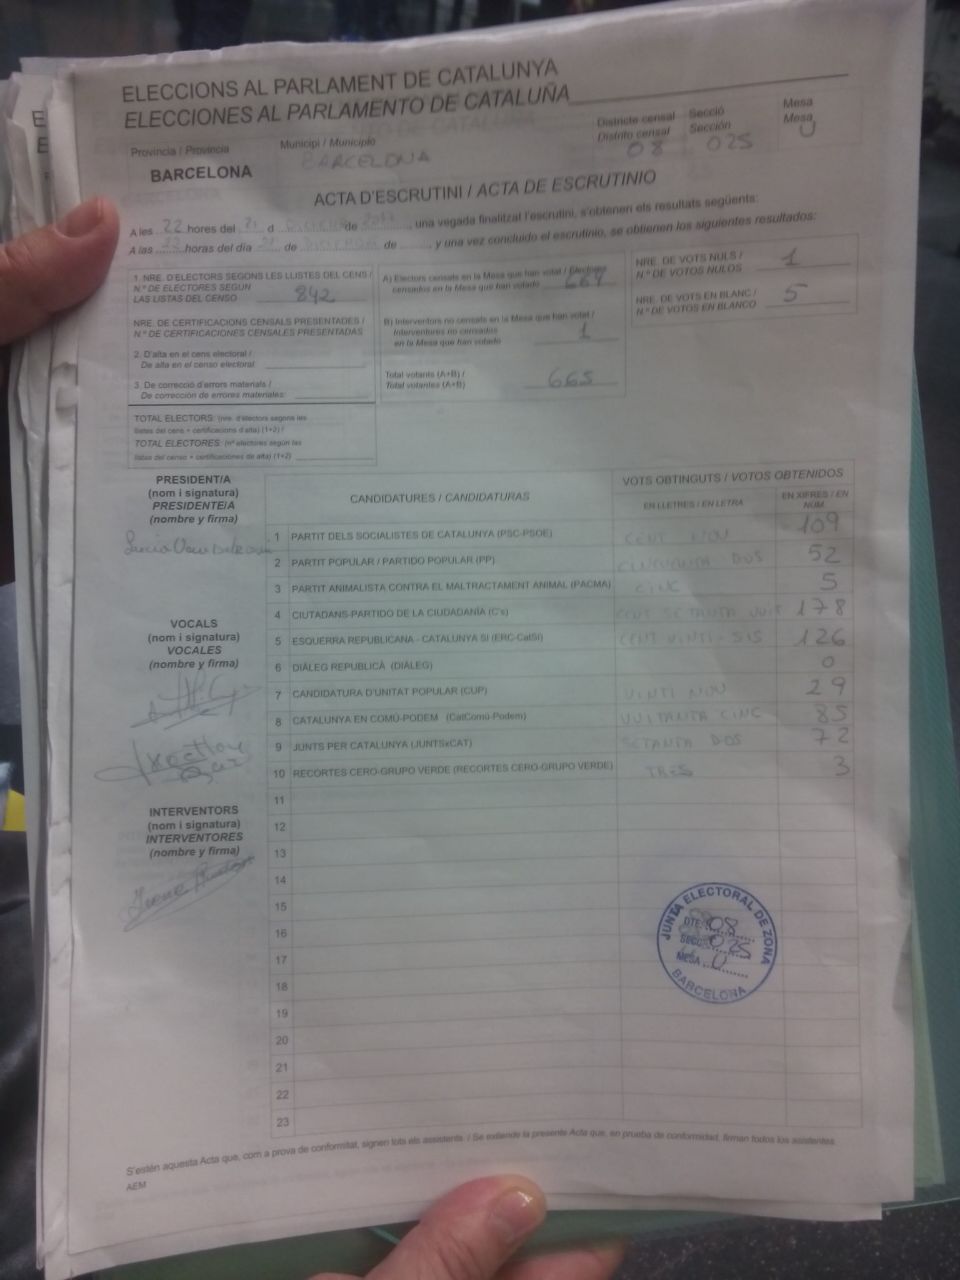 ELECCIONS AL PARLAMENT DE CATALUNYA
ELECCIONES AL PARLAMENTO DE CATALUÑA
Provincia / Provincia
BARCELONA
Municipi / Municipio
BARCELONA
Districte censal
Distrito censal
08
Secció
Sección
025
Mesa
Mesa
U
ACTA D'ESCRUTINI / ACTA DE ESCRUTINIO
A les 22 hores del 21 d de 2017, una vegada finalitzat l'escrutini, s'obtenen els resultats següents:
A las 22 horas del día 21 de de y una vez concluido el escrutinio, se obtienen los siguientes resultados:
1. NRE. D'ELECTORS SEGONS LES LLISTES DEL CENS /
N.º DE ELECTORES SEGÚN
LAS LISTAS DEL CENSO 842
NRE. DE CERTIFICACIONS CENSALS PRESENTADES /
N.º DE CERTIFICACIONES CENSALES PRESENTADAS
2. D'alta en el cens electoral /
De alta en el censo electoral:
3. De correcció d'errors materials /
De corrección de errores materiales:
TOTAL ELECTORS: (nre. d'electors segons les
llistes del cens + certificacions d'alta) (1+2) /
TOTAL ELECTORES: (nº electores según las
listas del censo + certificaciones de alta) (1+2)
A) Electors censats en la Mesa que han votat / Electores
censados en la Mesa que han votado 664
B) Interventors no censats en la Mesa que han votat /
Interventores no censados
en la Mesa que han votado 1
Total votants (A+B) /
Total votantes (A+B) 665
NRE. DE VOTS NULS /
N.º DE VOTOS NULOS 1
NRE. DE VOTS EN BLANC /
N.º DE VOTOS EN BLANCO 5
PRESIDENT/A
(nom i signatura)
PRESIDENTE/A
(nombre y firma)
VOCALS
(nom i signatura)
VOCALES
(nombre y firma)
INTERVENTORS
(nom i signatura)
INTERVENTORES
(nombre y firma)
CANDIDATURES / CANDIDATURAS
VOTS OBTINGUTS / VOTOS OBTENIDOS
EN LLETRES / EN LETRA
EN XIFRES / EN NÚM.
1 PARTIT DELS SOCIALISTES DE CATALUNYA (PSC-PSOE) CENT NOU 109
2 PARTIT POPULAR / PARTIDO POPULAR (PP) CINQUANTA DOS 52
3 PARTIT ANIMALISTA CONTRA EL MALTRACTAMENT ANIMAL (PACMA) CINC 5
4 CIUTADANS-PARTIDO DE LA CIUDADANÍA (C's) CENT SETANTA VUIT 178
5 ESQUERRA REPUBLICANA - CATALUNYA SÍ (ERC-CatSí) CENT VINTI-SIS 126
6 DIÀLEG REPUBLICÀ (DIÀLEG) 0
7 CANDIDATURA D'UNITAT POPULAR (CUP) VINTI NOU 29
8 CATALUNYA EN COMÚ-PODEM (CatComú-Podem) VUITANTA CINC 85
9 JUNTS PER CATALUNYA (JUNTSxCAT) SETANTA DOS 72
10 RECORTES CERO-GRUPO VERDE (RECORTES CERO-GRUPO VERDE) TRES 3
11
12
13
14
15
16
17
18
19
20
21
22
23
JUNTA ELECTORAL DE ZONA
DTE. 08
SECC. 025
MESA U
BARCELONA
S'estén aquesta Acta que, com a prova de conformitat, signen tots els assistents. / Se extiende la presente Acta que, en prueba de conformidad, firman todos los asistentes.
AEM